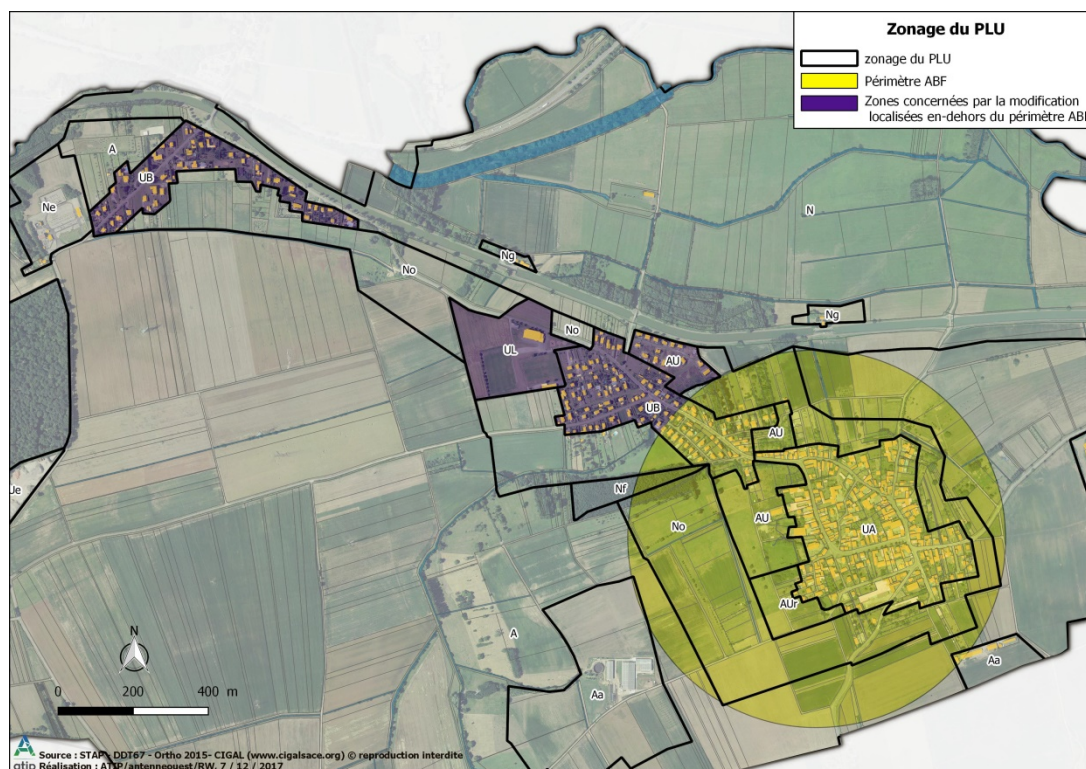 Zonage du PLU
zonage du PLU
Périmètre ABF
Zones concernées par la modification
localisées en-dehors du périmètre ABF
A
UB
Ne
N
No
Ng
Ng
UL
No
AU
UB
AU
Nf
No
AU
UA
Ue
AUr
A
Aa
Aa
N
0 200 400 m
Source : STAP - DDT67 - Ortho 2015- CIGAL (www.cigalsace.org) © reproduction interdite
atip Réalisation : ATIP/antenneouest/RW, 7 / 12 / 2017